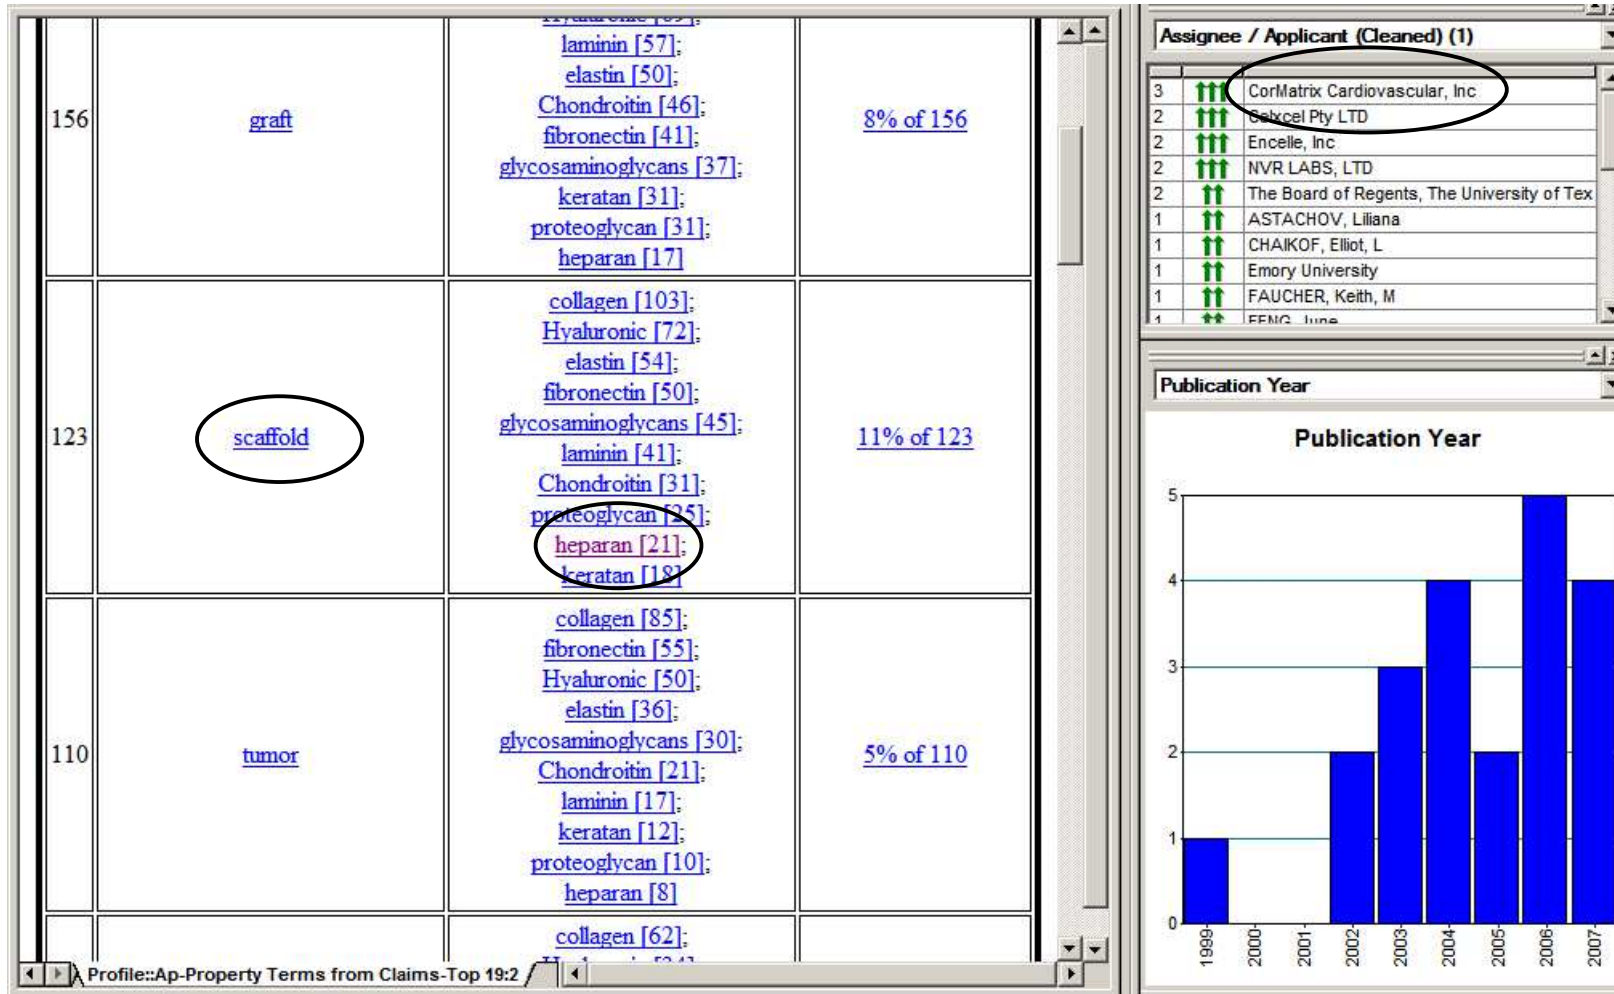 laminin [57];
elastin [50];
Chondroitin [46];
156 graft fibronectin [41]; 8% of 156
glycosaminoglycans [37];
keratan [31];
proteoglycan [31];
heparan [17]
collagen [103];
Hyaluronic [72];
elastin [54];
fibronectin [50];
glycosaminoglycans [45];
123 scaffold laminin [41]; 11% of 123
Chondroitin [31];
proteoglycan [25];
heparan [21];
keratan [18]
collagen [85];
fibronectin [55];
Hyaluronic [50];
elastin [36];
glycosaminoglycans [30];
110 tumor Chondroitin [21]; 5% of 110
laminin [17];
keratan [12];
proteoglycan [10];
heparan [8]
collagen [62];
Profile::Ap-Property Terms from Claims-Top 19:2
Assignee / Applicant (Cleaned) (1)
3 CorMatrix Cardiovascular, Inc
2 Celxcel Pty LTD
2 Encelle, Inc
2 NVR LABS, LTD
2 The Board of Regents, The University of Tex
1 ASTACHOV, Liliana
1 CHAIKOF, Elliot, L
1 Emory University
1 FAUCHER, Keith, M
1 FENG, June
Publication Year
Publication Year
5
4
3
2
1
0
1999 2000 2001 2002 2003 2004 2005 2006 2007